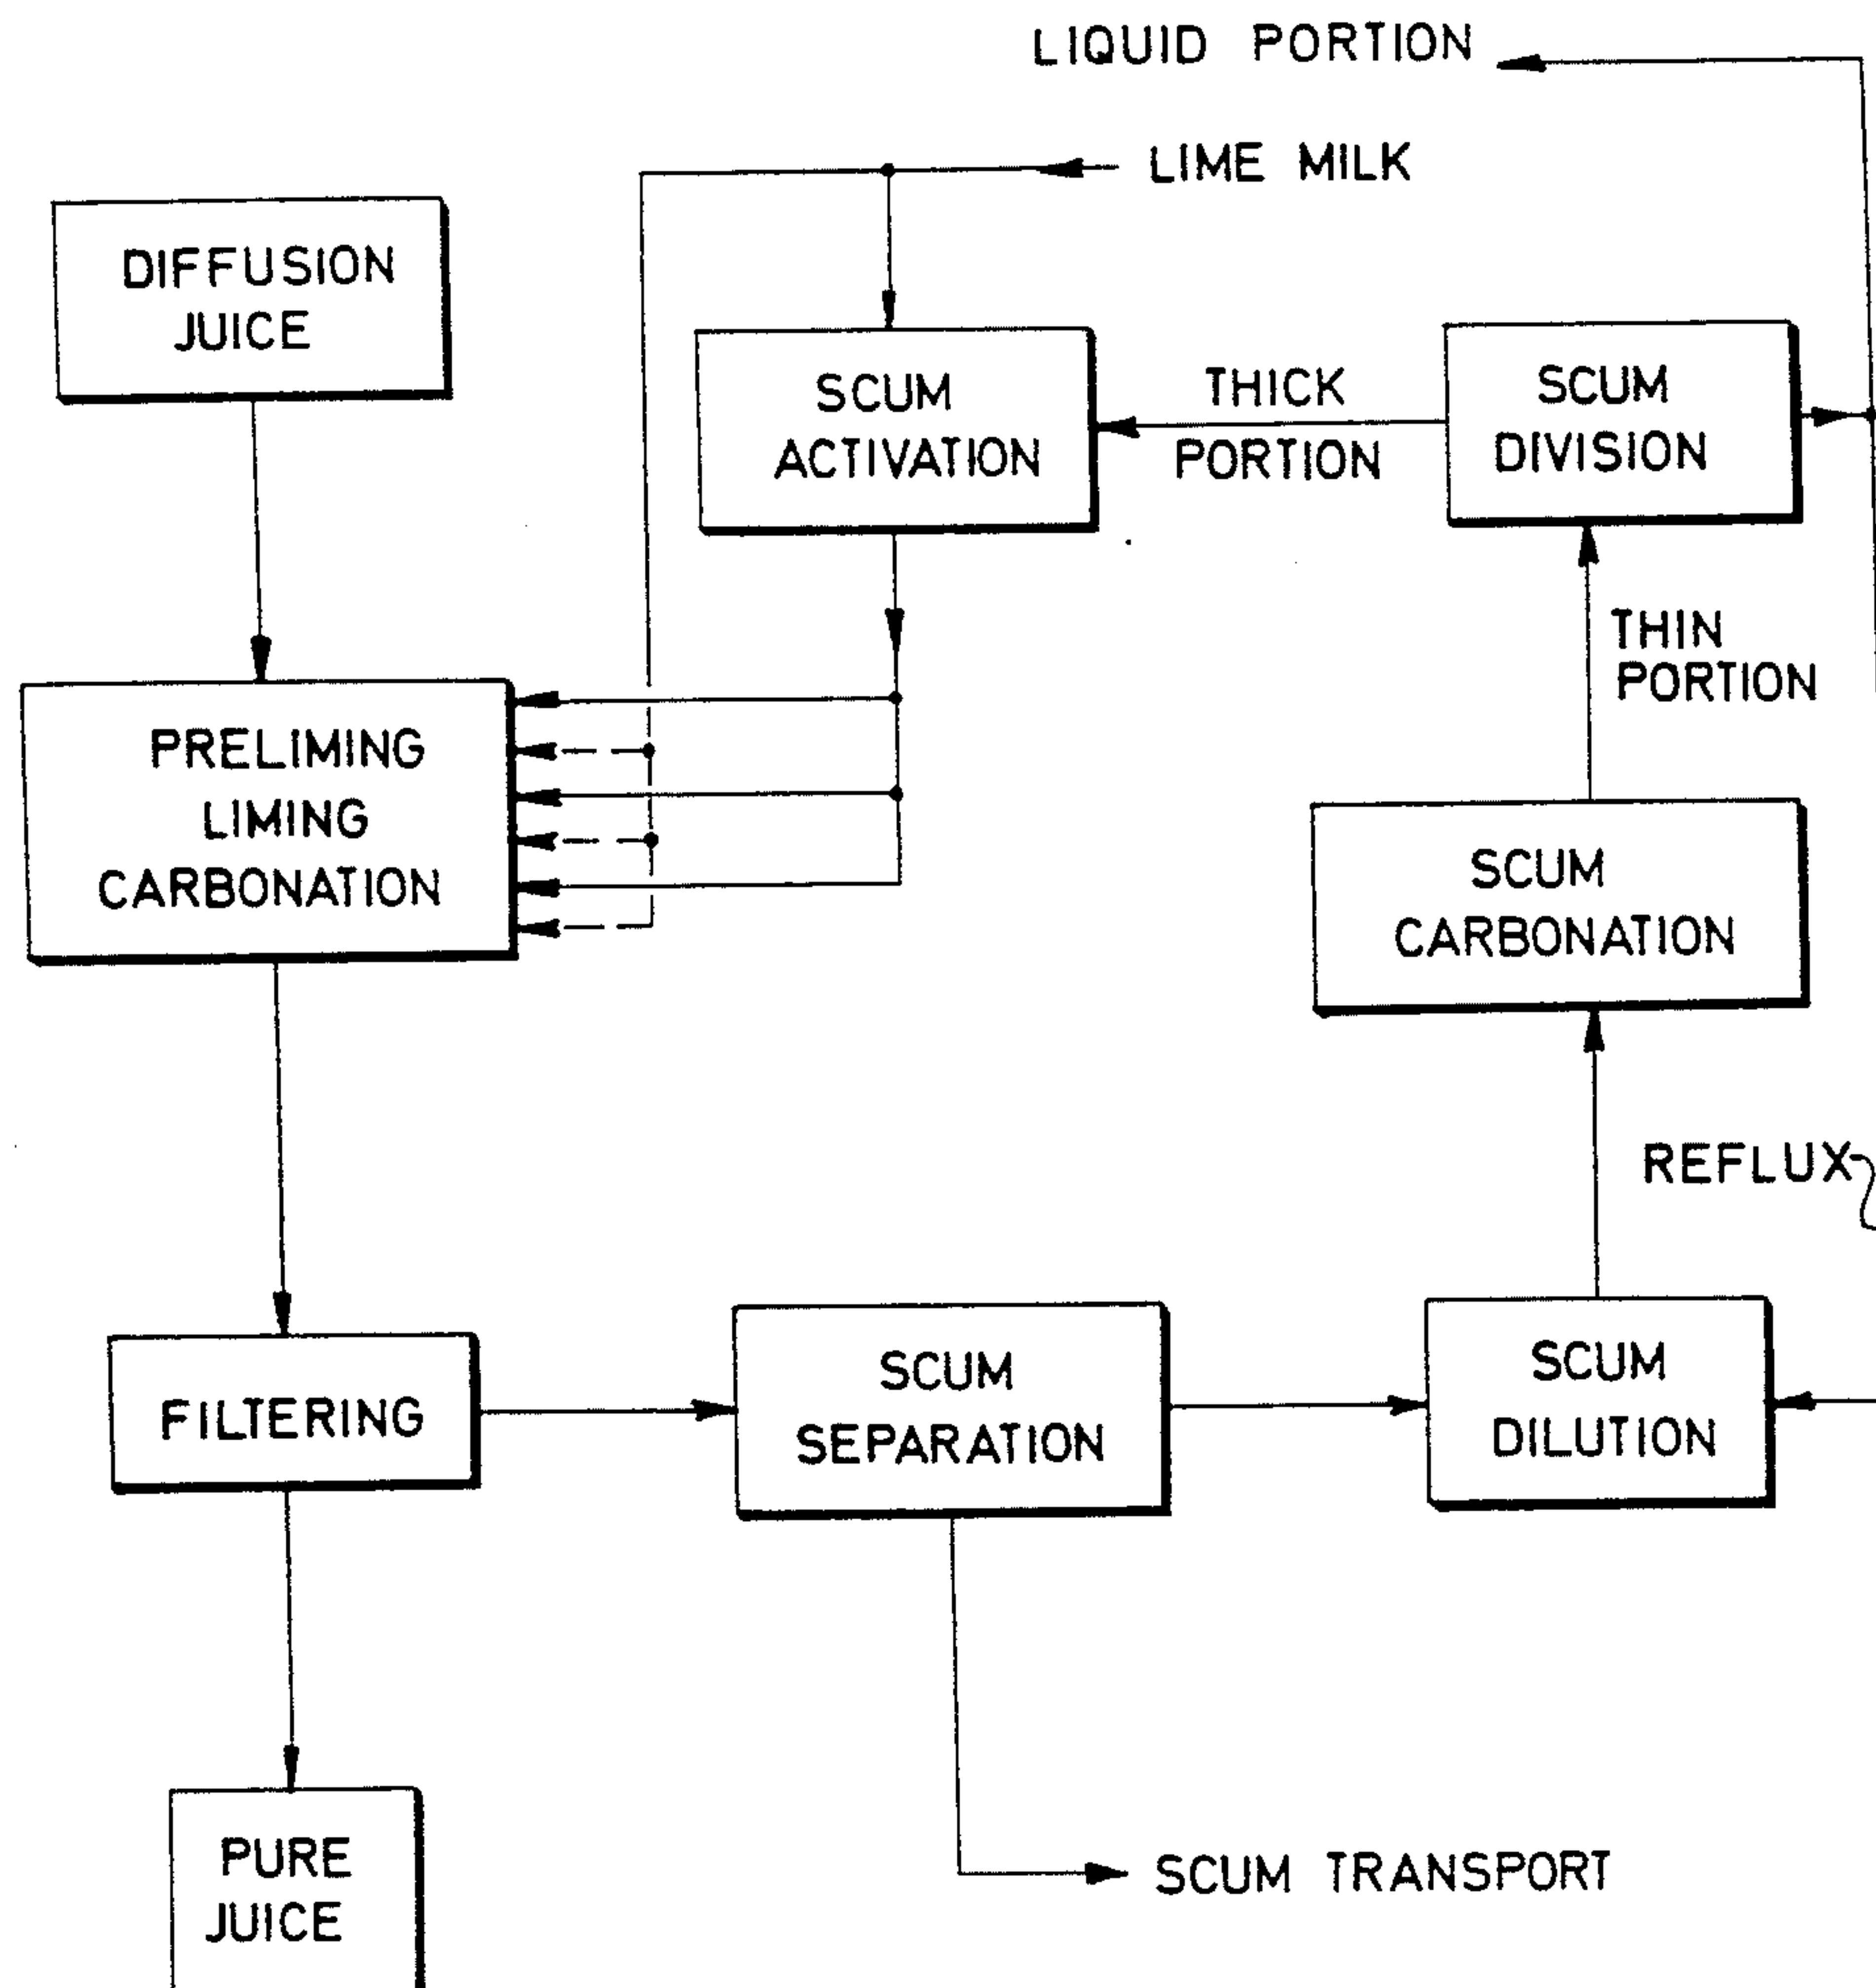 LIQUID PORTION
LIME MILK
DIFFUSION
JUICE
SCUM
ACTIVATION
THICK
PORTION
SCUM
DIVISION
THIN
PORTION
PRELIMING
LIMING
CARBONATION
SCUM
CARBONATION
REFLUX
FILTERING
SCUM
SEPARATION
SCUM
DILUTION
PURE
JUICE
SCUM TRANSPORT